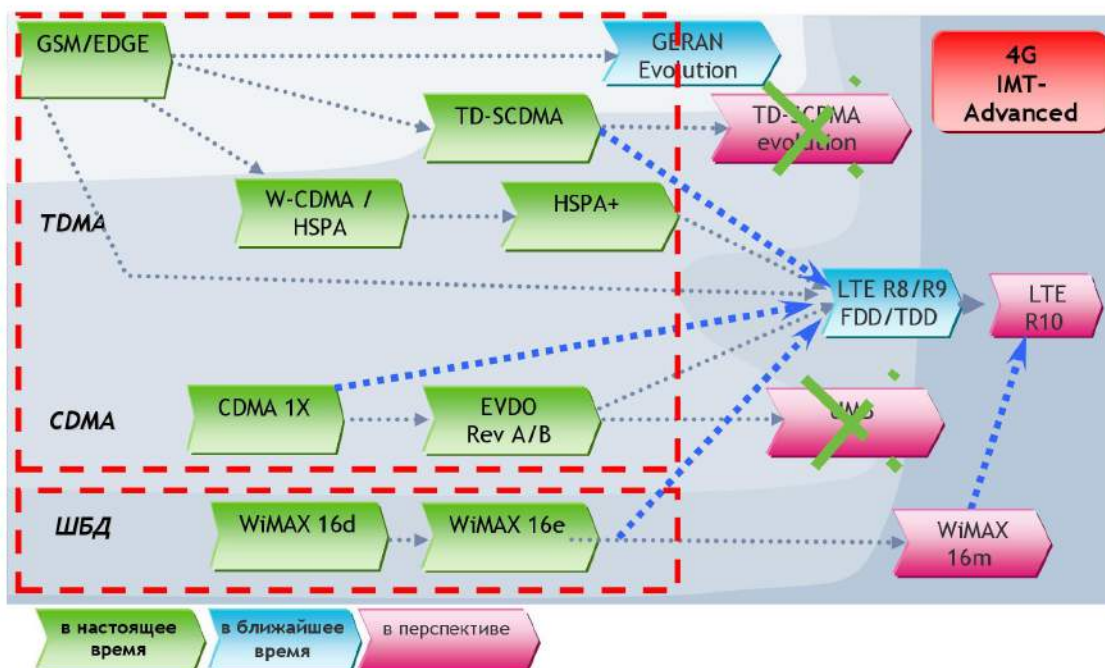 GSM/EDGE
GERAN
Evolution
4G
IMT-
Advanced
TD-SCDMA
TD-SCDMA
evolution
W-CDMA /
HSPA
HSPA+
TDMA
LTE R8/R9
FDD/TDD
LTE
R10
CDMA 1X
EVDO
Rev A/B
UMB
CDMA
ШБД
WiMAX 16d
WiMAX 16e
WiMAX
16m
в настоящее
время
в ближайшее
время
в перспективе